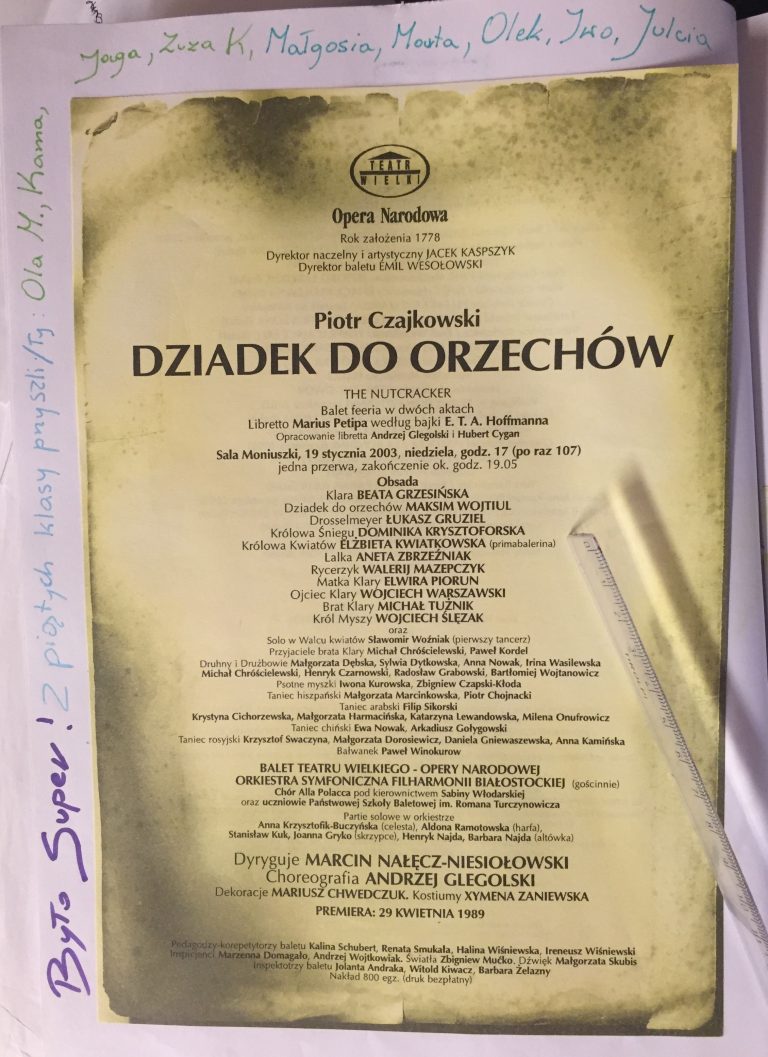 Jaga, Zuza K, Małgosia, Marta, Olek, Iwo, Julcia
Było Super! Z piątych klasy przyszli/ły: Ola M., Kama,
TEATR
WIELKI
Opera Narodowa
Rok założenia 1778
Dyrektor naczelny i artystyczny JACEK KASPSZYK
Dyrektor baletu EMIL WESOŁOWSKI
Piotr Czajkowski
DZIADEK DO ORZECHÓW
THE NUTCRACKER
Balet feeria w dwóch aktach
Libretto Marius Petipa według bajki E. T. A. Hoffmanna
Opracowanie libretta Andrzej Glegolski i Hubert Cygan
Sala Moniuszki, 19 stycznia 2003, niedziela, godz. 17 (po raz 107)
jedna przerwa, zakończenie ok. godz. 19.05
Obsada
Klara BEATA GRZESIŃSKA
Dziadek do orzechów MAKSIM WOJTIUL
Drosselmeyer ŁUKASZ GRUZIEL
Królowa Śniegu DOMINIKA KRYSZTOFORSKA
Królowa Kwiatów ELŻBIETA KWIATKOWSKA (primabalerina)
Lalka ANETA ZBRZEŹNIAK
Rycerzyk WALERIJ MAZEPCZYK
Matka Klary ELWIRA PIORUN
Ojciec Klary WOJCIECH WARSZAWSKI
Brat Klary MICHAŁ TUŹNIK
Król Myszy WOJCIECH ŚLĘZAK
oraz
Solo w Walcu kwiatów Sławomir Woźniak (pierwszy tancerz)
Przyjaciele brata Klary Michał Chróścielewski, Paweł Kordel
Druhny i Drużbowie Małgorzata Dębska, Sylwia Dytkowska, Anna Nowak, Irina Wasilewska
Michał Chróścielewski, Henryk Czarnowski, Radosław Grabowski, Bartłomiej Wojtanowicz
Psotne myszki Iwona Kurowska, Zbigniew Czapski-Kłoda
Taniec hiszpański Małgorzata Marcinkowska, Piotr Chojnacki
Taniec arabski Filip Sikorski
Krystyna Cichorzewska, Małgorzata Harmacińska, Katarzyna Lewandowska, Milena Onufrowicz
Taniec chiński Ewa Nowak, Arkadiusz Gołygowski
Taniec rosyjski Krzysztof Swaczyna, Małgorzata Dorosiewicz, Daniela Gniewaszewska, Anna Kamińska
Bałwanek Paweł Winokurow
BALET TEATRU WIELKIEGO - OPERY NARODOWEJ
ORKIESTRA SYMFONICZNA FILHARMONII BIAŁOSTOCKIEJ (gościnnie)
Chór Alla Polacca pod kierownictwem Sabiny Włodarskiej
oraz uczniowie Państwowej Szkoły Baletowej im. Romana Turczynowicza
Partie solowe w orkiestrze
Anna Krzysztofik-Buczyńska (celesta), Aldona Ramotowska (harfa),
Stanisław Kuk, Joanna Gryko (skrzypce), Henryk Najda, Barbara Najda (altówka)
Dyryguje MARCIN NAŁĘCZ-NIESIOŁOWSKI
Choreografia ANDRZEJ GLEGOLSKI
Dekoracje MARIUSZ CHWEDCZUK. Kostiumy XYMENA ZANIEWSKA
PREMIERA: 29 KWIETNIA 1989
Pedagodzy-korepetytorzy baletu Kalina Schubert, Renata Smukała, Halina Wiśniewska, Ireneusz Wiśniewski
Inspicjenci Marzenna Domagało, Andrzej Wojtkowiak. Światła Zbigniew Mućko. Dźwięk Małgorzata Skubis
Inspektorzy baletu Jolanta Andraka, Witold Kiwacz, Barbara Żelazny
Nakład 800 egz. (druk bezpłatny)